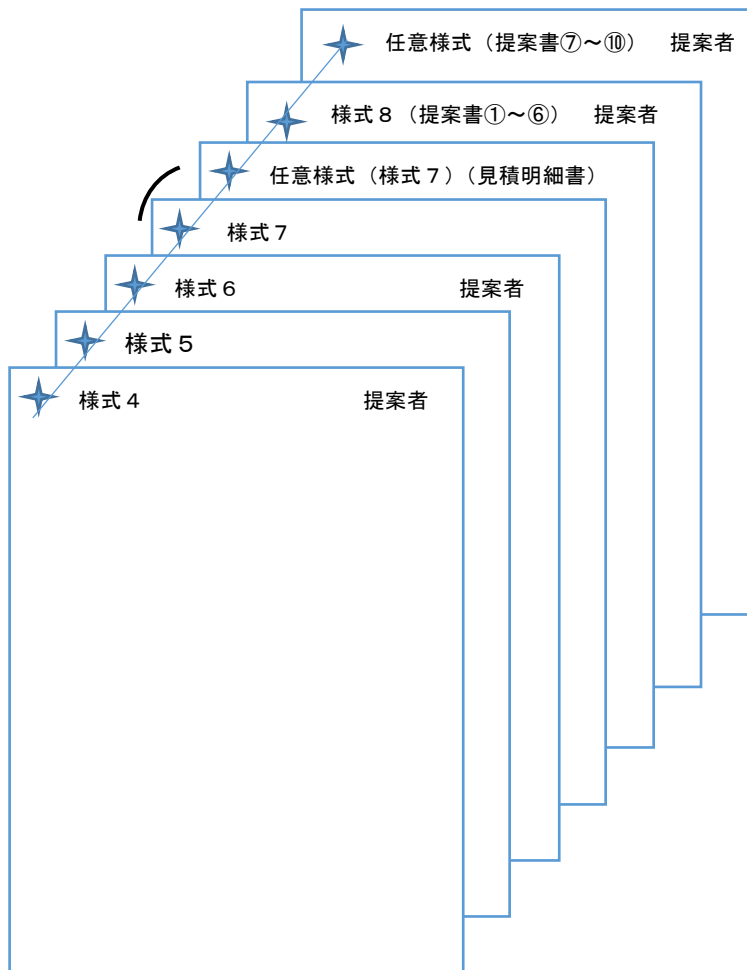 任意様式（提案書⑦～⑩）　提案者
様式８（提案書①～⑥）　提案者
任意様式（様式７）（見積明細書）
様式７
様式６　提案者
様式５
様式４　提案者